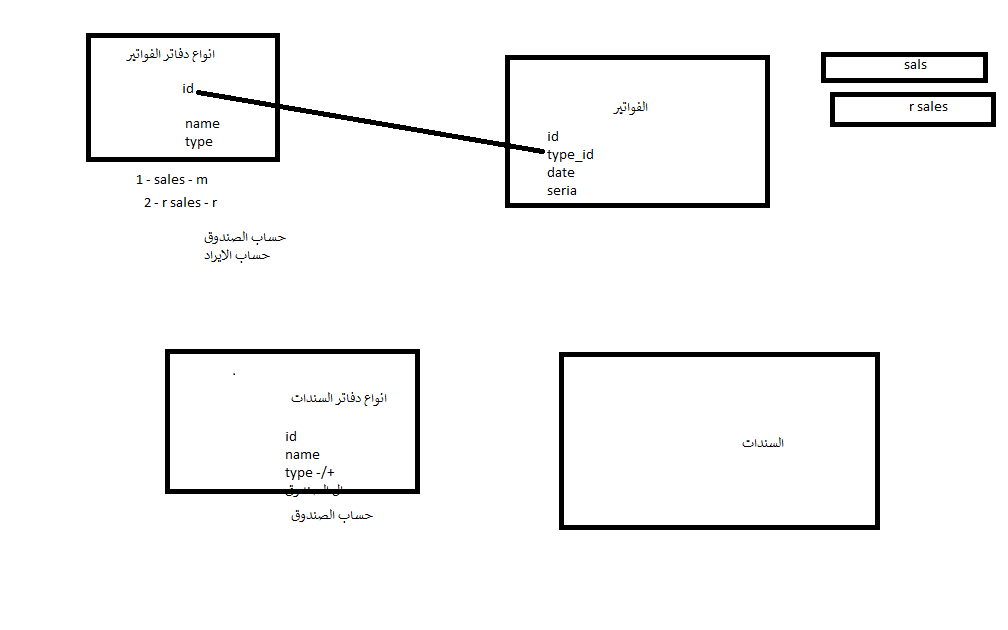 انواع دفاتر الفواتير
id
name
type
1 - sales - m
2 - r sales - r
حساب الصندوق
حساب الايراد
الفواتير
id
type_id
date
seria
sals
r sales
انواع دفاتر السندات
id
name
type -/+
حساب الصندوق
السندات